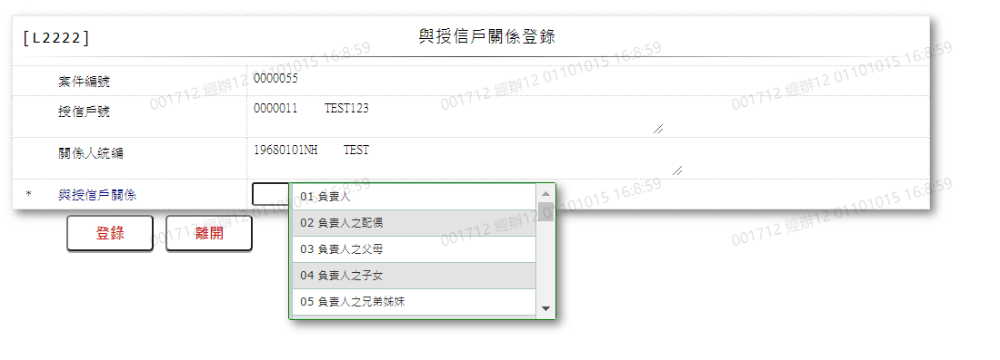 [L2222] 與授信戶關係登錄
案件編號 0000055
授信戶號 0000011 TEST123
關係人統編 19680101NH TEST
* 與授信戶關係
01 負責人
02 負責人之配偶
03 負責人之父母
04 負責人之子女
05 負責人之兄弟姊妹
登錄 離開
001712 經辦12 01101015 16:8:59
001712 經辦12 01101015 16:8:59
001712 經辦12 01101015 16:8:59
001712 經辦12 01101015 16:8:59
001712 經辦12 01101015 16:8:59
001712 經辦12 01101015 16:8:59